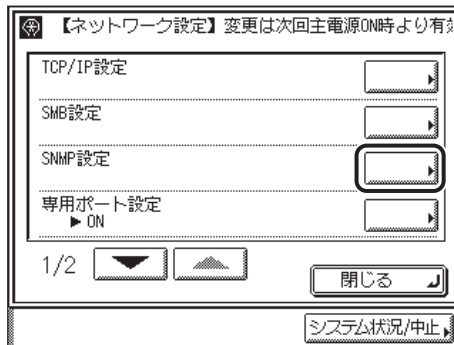 【ネットワーク設定】変更は次回主電源ON時より有効
TCP/IP設定
SMB設定
SNMP設定
専用ポート設定
▶ ON
1/2
閉じる
システム状況/中止